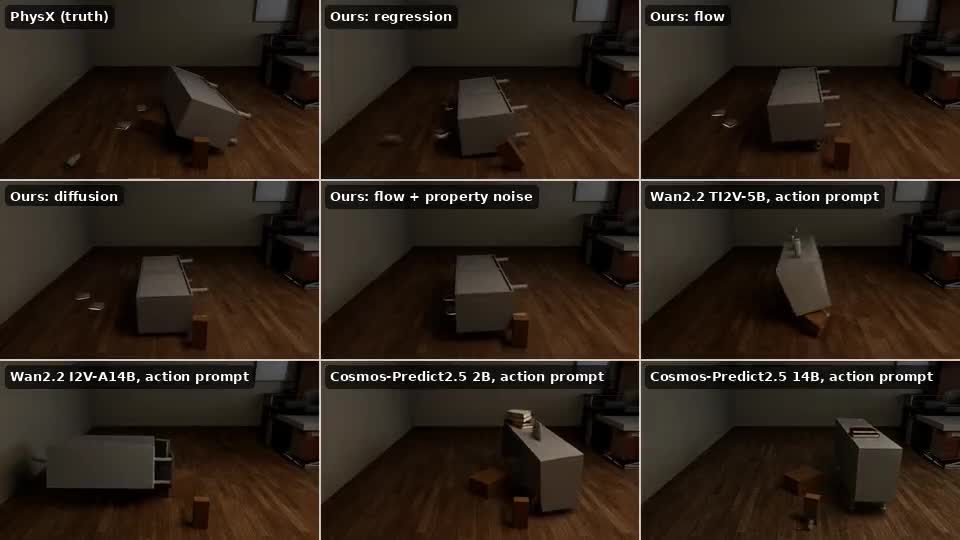 PhysX (truth)
Ours: regression
Ours: flow
Ours: diffusion
Ours: flow + property noise
Wan2.2 TI2V-5B, action prompt
Wan2.2 I2V-A14B, action prompt
Cosmos-Predict2.5 2B, action prompt
Cosmos-Predict2.5 14B, action prompt